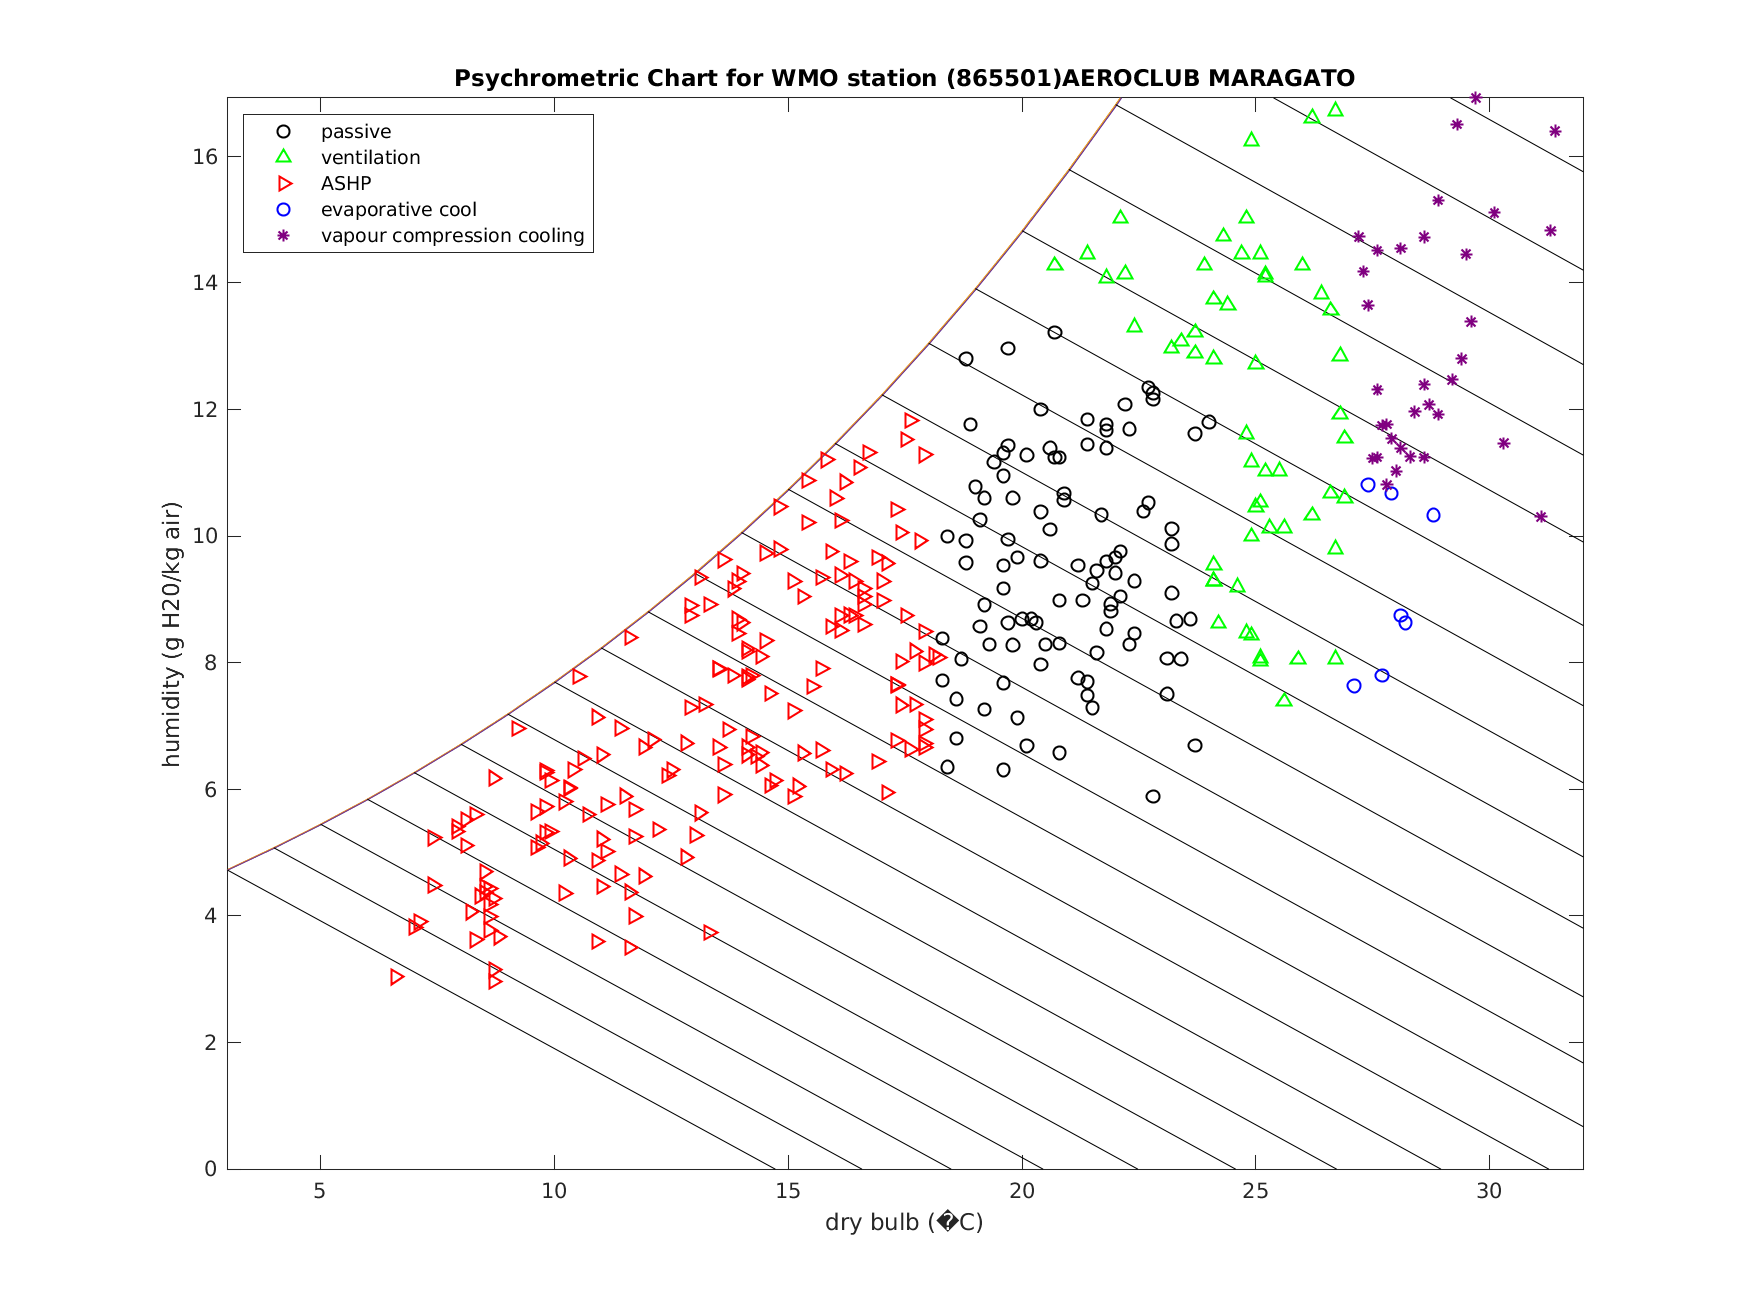 Psychrometric Chart for WMO station (865501)AEROCLUB MARAGATO
passive
ventilation
ASHP
evaporative cool
vapour compression cooling
16
14
12
10
8
6
4
2
0
humidity (g H20/kg air)
5 10 15 20 25 30
dry bulb (�C)